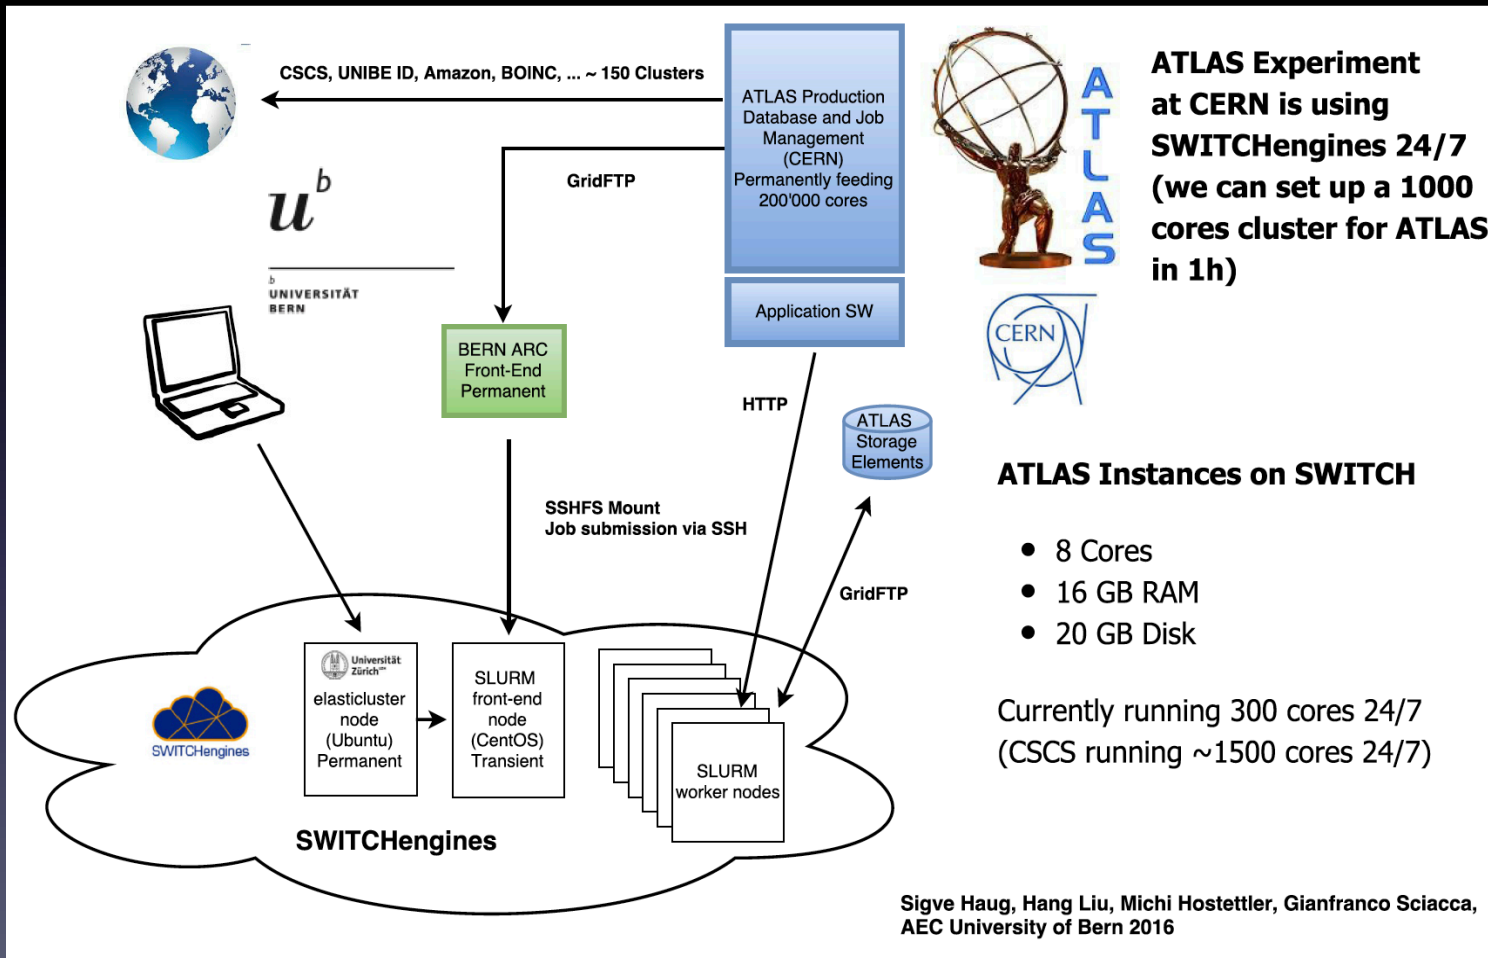 CSCS, UNIBE ID, Amazon, BOINC, ... ~ 150 Clusters
ATLAS Production
Database and Job
Management
(CERN)
Permanently feeding
200'000 cores
Application SW
ATLAS
ATLAS Experiment
at CERN is using
SWITCHengines 24/7
(we can set up a 1000
cores cluster for ATLAS
in 1h)
CERN
GridFTP
u^b
b
UNIVERSITÄT
BERN
BERN ARC
Front-End
Permanent
HTTP
ATLAS
Storage
Elements
SSHFS Mount
Job submission via SSH
GridFTP
ATLAS Instances on SWITCH
• 8 Cores
• 16 GB RAM
• 20 GB Disk
Currently running 300 cores 24/7
(CSCS running ~1500 cores 24/7)
SWITCHengines
Universität
Zürich
elasticluster
node
(Ubuntu)
Permanent
SLURM
front-end
node
(CentOS)
Transient
SLURM
worker nodes
SWITCHengines
Sigve Haug, Hang Liu, Michi Hostettler, Gianfranco Sciacca,
AEC University of Bern 2016